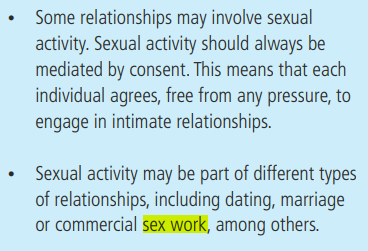 • Some relationships may involve sexual
activity. Sexual activity should always be
mediated by consent. This means that each
individual agrees, free from any pressure, to
engage in intimate relationships.
• Sexual activity may be part of different types
of relationships, including dating, marriage
or commercial sex work, among others.